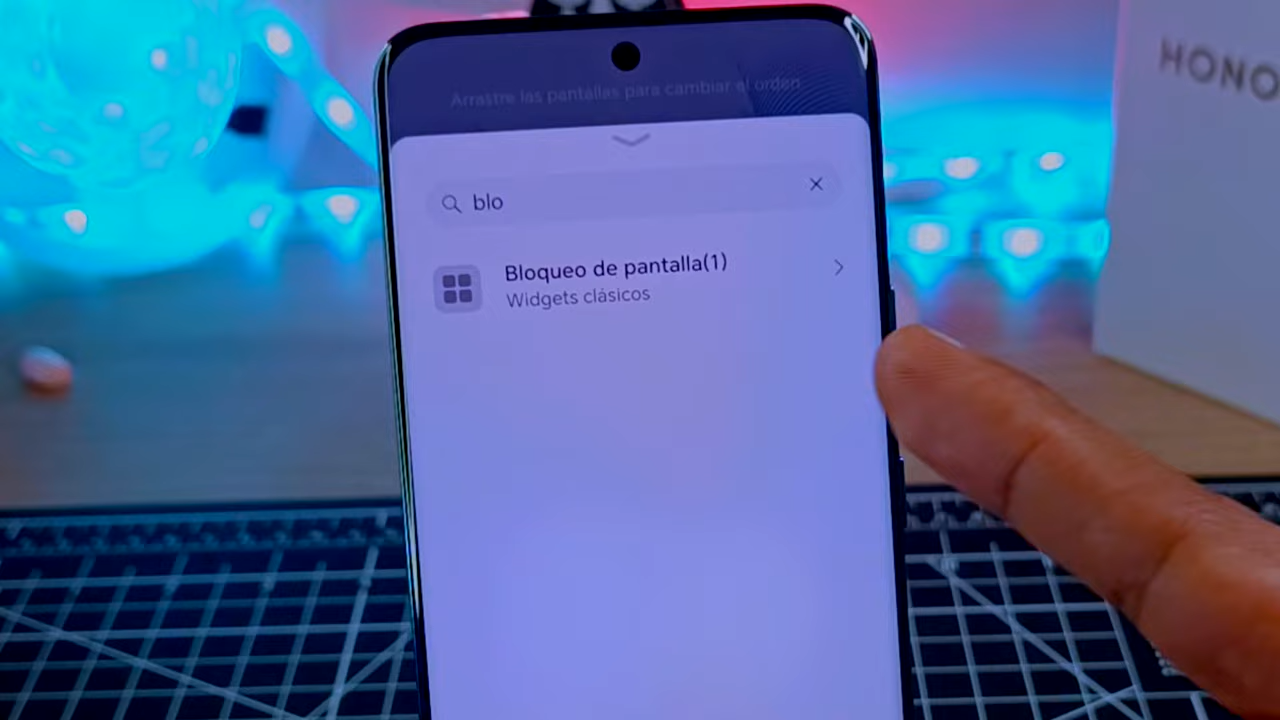 Arrastre las pantallas para cambiar el orden
HONO
blo
Bloqueo de pantalla(1)
Widgets clásicos